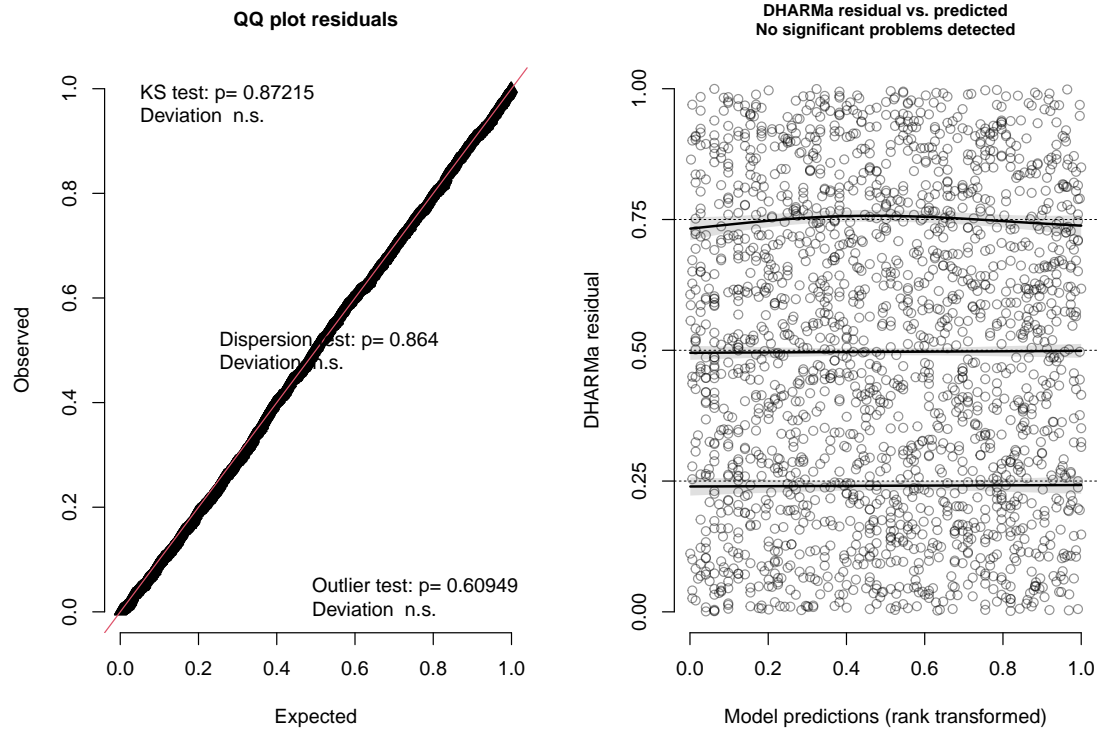 QQ plot residuals
KS test: p= 0.87215
Deviation  n.s.
Dispersion test: p= 0.864
Deviation  n.s.
Outlier test: p= 0.60949
Deviation  n.s.
Observed
1.0
0.8
0.6
0.4
0.2
0.0
0.0 0.2 0.4 0.6 0.8 1.0
Expected
DHARMa residual vs. predicted
No significant problems detected
DHARMa residual
1.00
0.75
0.50
0.25
0.00
0.0 0.2 0.4 0.6 0.8 1.0
Model predictions (rank transformed)